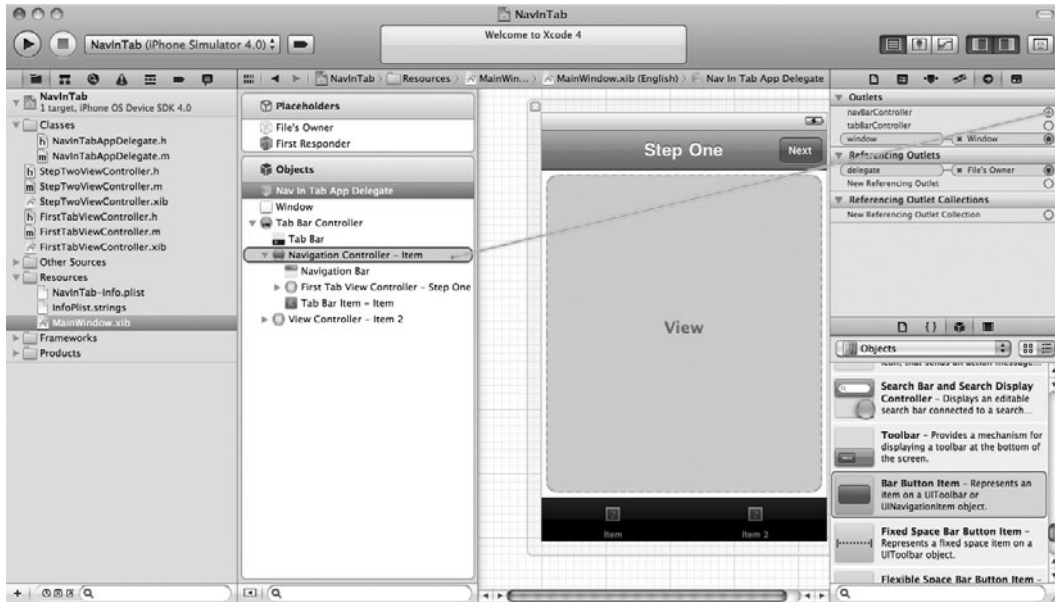 NavInTab
NavInTab (iPhone Simulator 4.0)
Welcome to Xcode 4
NavInTab
Resources
MainWin...
MainWindow.xib (English)
Nav In Tab App Delegate
NavInTab
1 target, iPhone OS Device SDK 4.0
Classes
NavInTabAppDelegate.h
NavInTabAppDelegate.m
StepTwoViewController.h
StepTwoViewController.m
StepTwoViewController.xib
FirstTabViewController.h
FirstTabViewController.m
FirstTabViewController.xib
Other Sources
Resources
NavInTab-Info.plist
InfoPlist.strings
MainWindow.xib
Frameworks
Products
Placeholders
File's Owner
First Responder
Objects
Nav In Tab App Delegate
Window
Tab Bar Controller
Tab Bar
Navigation Controller – Item
Navigation Bar
First Tab View Controller – Step One
Tab Bar Item – Item
View Controller – Item 2
Step One
Next
View
Item
Item 2
Outlets
navBarController
tabBarController
window
Window
Referencing Outlets
delegate
File's Owner
New Referencing Outlet
Referencing Outlet Collections
New Referencing Outlet Collection
Objects
icon, that sends an action message...
Search Bar and Search Display
Controller – Displays an editable
search bar connected to a search...
Toolbar – Provides a mechanism for
displaying a toolbar at the bottom of
the screen.
Bar Button Item – Represents an
item on a UIToolbar or
UINavigationItem object.
Fixed Space Bar Button Item –
Represents a fixed space item on a
UIToolbar object.
Flexible Space Bar Button Item –